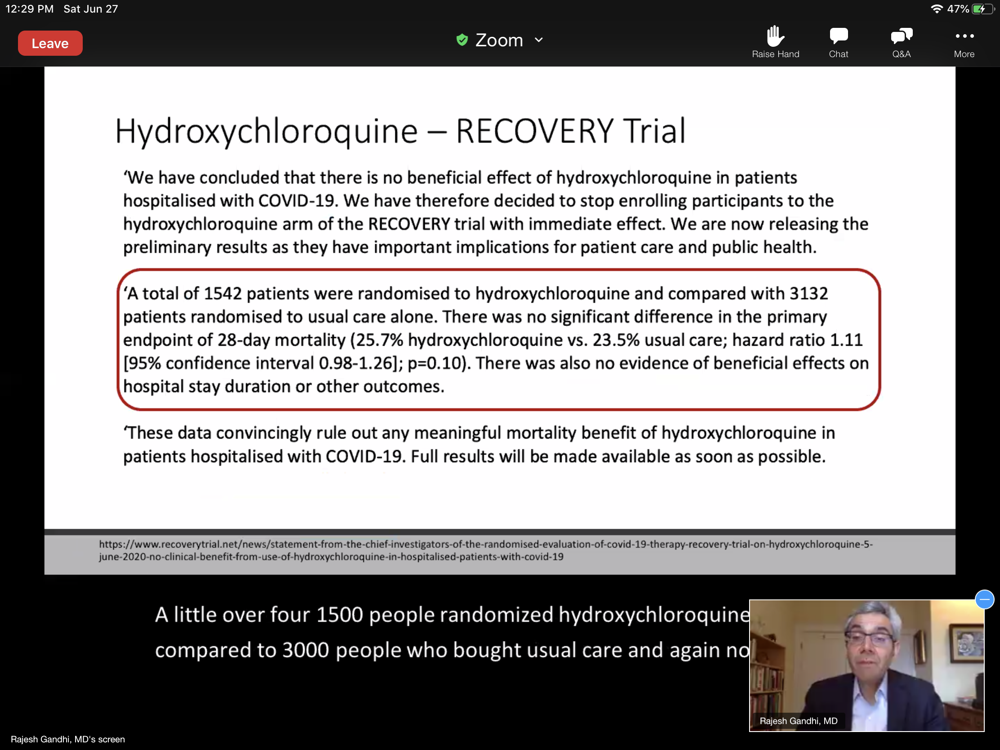 12:29 PM Sat Jun 27
47%
Leave
Zoom
Raise Hand
Chat
Q&A
More
Hydroxychloroquine – RECOVERY Trial
‘We have concluded that there is no beneficial effect of hydroxychloroquine in patients
hospitalised with COVID-19. We have therefore decided to stop enrolling participants to the
hydroxychloroquine arm of the RECOVERY trial with immediate effect. We are now releasing the
preliminary results as they have important implications for patient care and public health.
‘A total of 1542 patients were randomised to hydroxychloroquine and compared with 3132
patients randomised to usual care alone. There was no significant difference in the primary
endpoint of 28-day mortality (25.7% hydroxychloroquine vs. 23.5% usual care; hazard ratio 1.11
[95% confidence interval 0.98-1.26]; p=0.10). There was also no evidence of beneficial effects on
hospital stay duration or other outcomes.
‘These data convincingly rule out any meaningful mortality benefit of hydroxychloroquine in
patients hospitalised with COVID-19. Full results will be made available as soon as possible.
https://www.recoverytrial.net/news/statement-from-the-chief-investigators-of-the-randomised-evaluation-of-covid-19-therapy-recovery-trial-on-hydroxychloroquine-5-
june-2020-no-clinical-benefit-from-use-of-hydroxychloroquine-in-hospitalised-patients-with-covid-19
A little over four 1500 people randomized hydroxychloroquine
compared to 3000 people who bought usual care and again no
Rajesh Gandhi, MD
Rajesh Gandhi, MD's screen